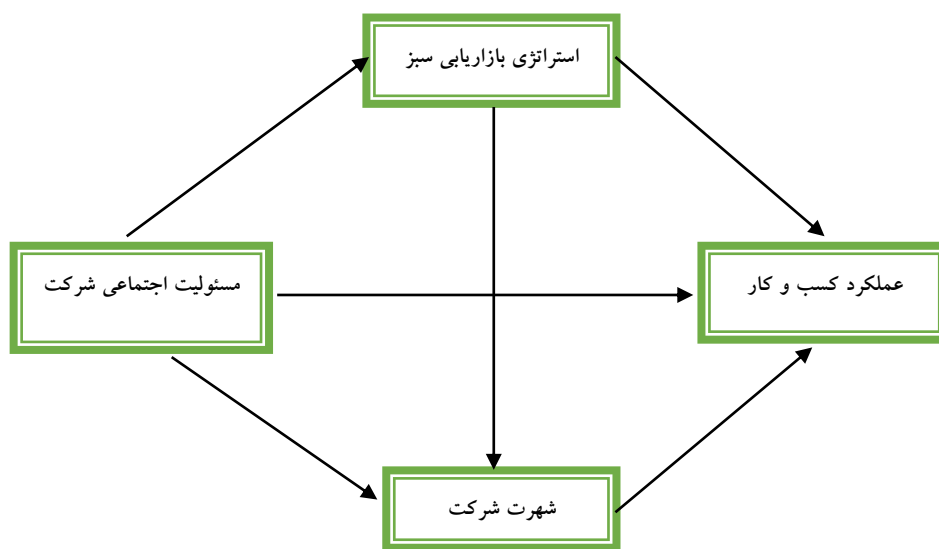 استراتژی بازاریابی سبز
مسئولیت اجتماعی شرکت
عملکرد کسب و کار
شهرت شرکت